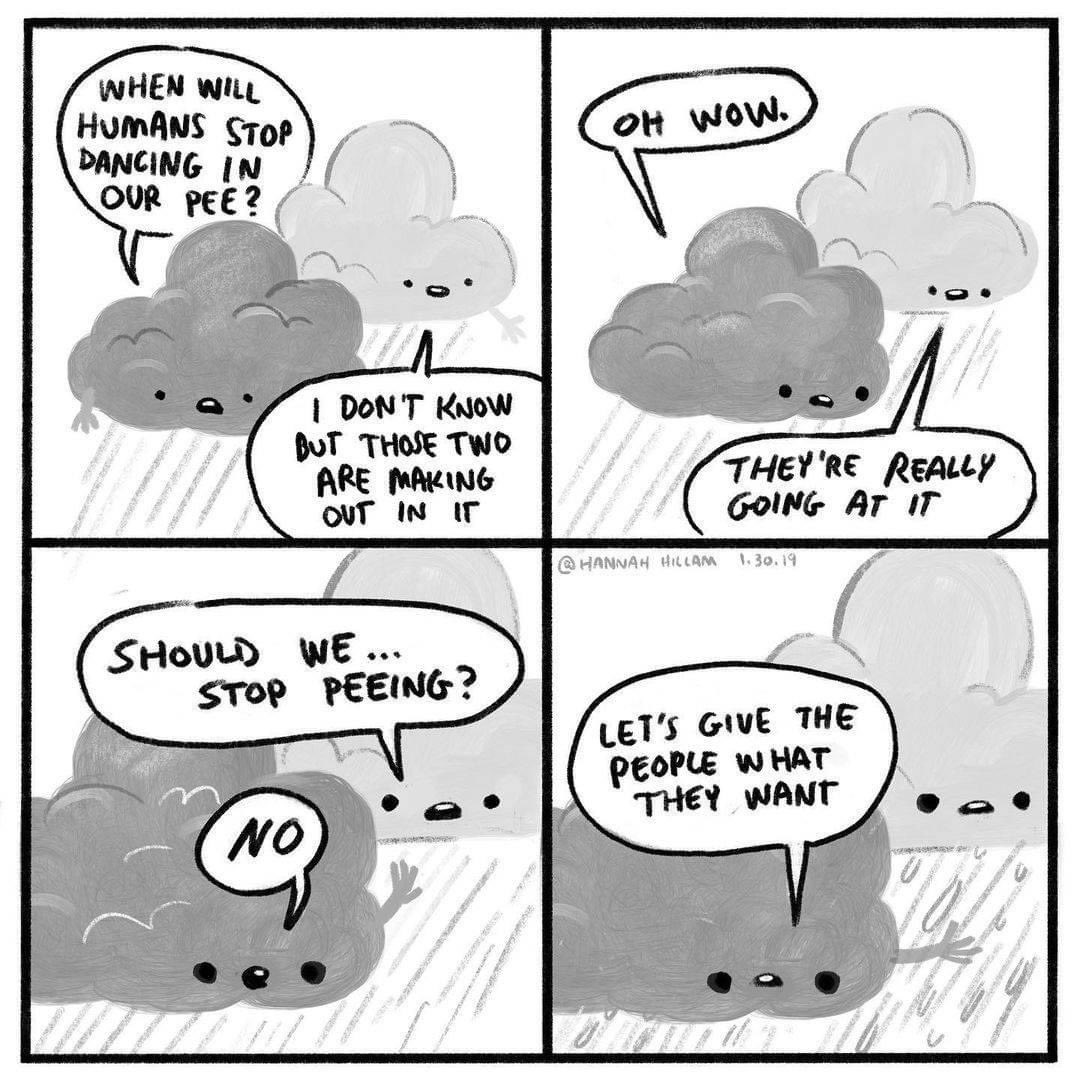 WHEN WILL
HUMANS STOP
DANCING IN
OUR PEE?
I DON'T KNOW
BUT THOSE TWO
ARE MAKING
OUT IN IT
OH WOW.
THEY'RE REALLY
GOING AT IT
SHOULD WE...
STOP PEEING?
NO
@HANNAH HILLAM 1.30.19
LET'S GIVE THE
PEOPLE WHAT
THEY WANT